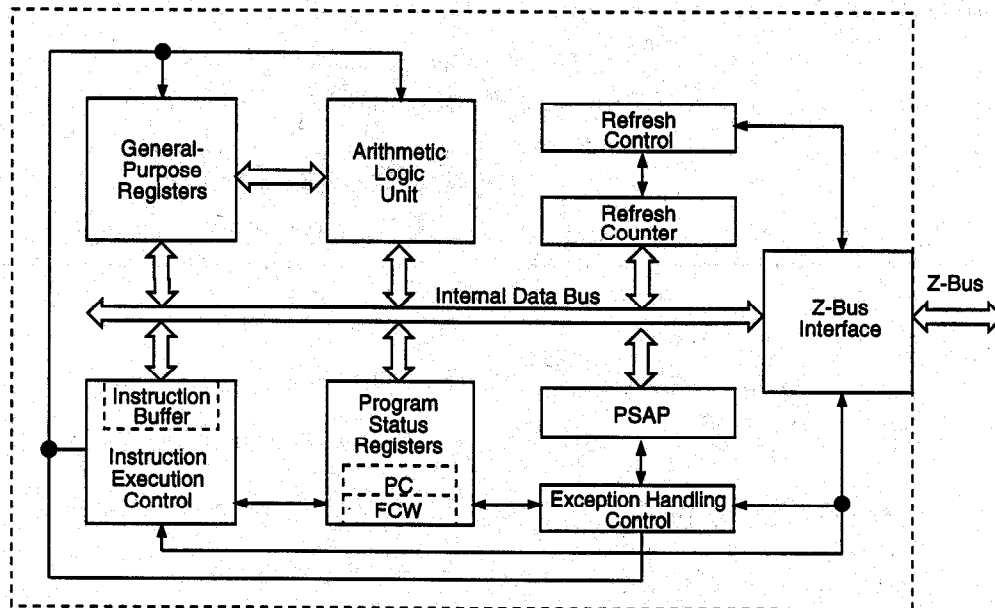 General-
Purpose
Registers
Arithmetic
Logic
Unit
Refresh
Control
Refresh
Counter
Internal Data Bus
Z-Bus
Interface
Z-Bus
Instruction
Buffer
Instruction
Execution
Control
Program
Status
Registers
PC
FCW
PSAP
Exception Handling
Control